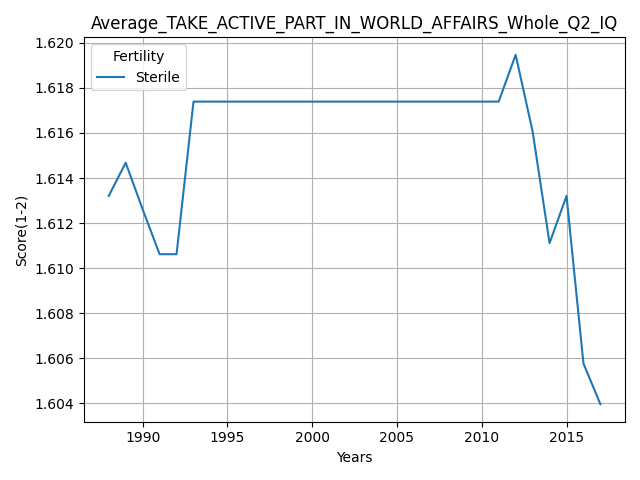 Average_TAKE_ACTIVE_PART_IN_WORLD_AFFAIRS_Whole_Q2_IQ
Fertility
Sterile
1.620
1.618
1.616
1.614
1.612
1.610
1.608
1.606
1.604
Score(1-2)
1990 1995 2000 2005 2010 2015
Years